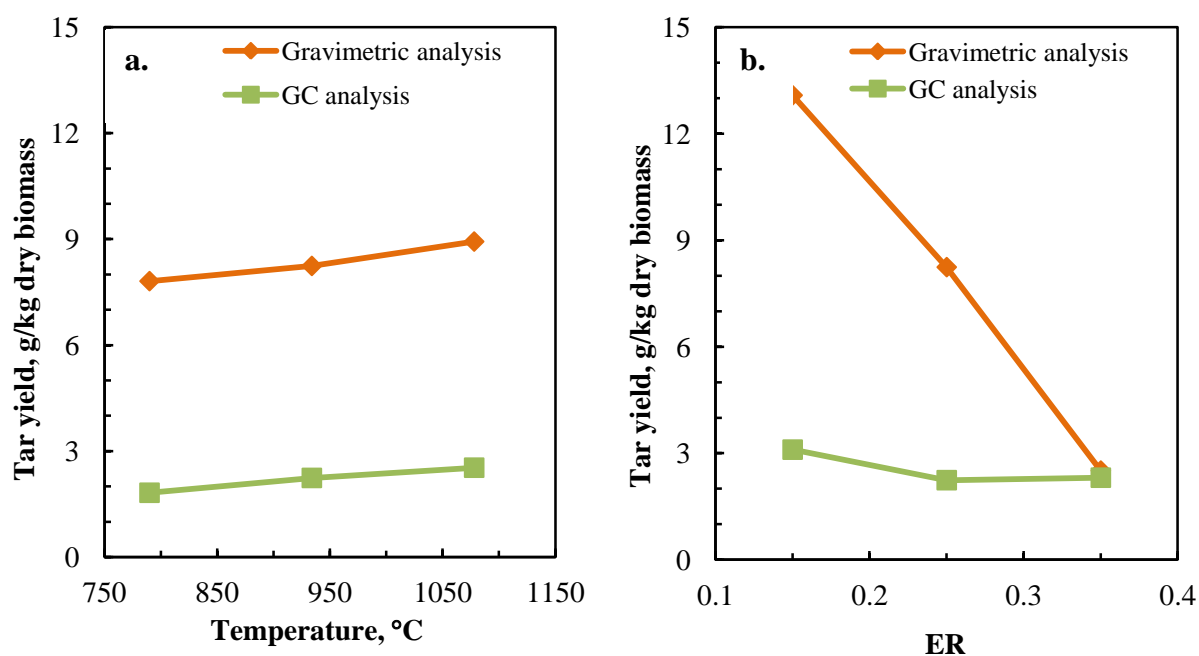 a.
Gravimetric analysis
GC analysis
Tar yield, g/kg dry biomass
15
12
9
6
3
0
750 850 950 1050 1150
Temperature, °C
b.
Gravimetric analysis
GC analysis
Tar yield, g/kg dry biomass
15
12
9
6
3
0
0.1 0.2 0.3 0.4
ER